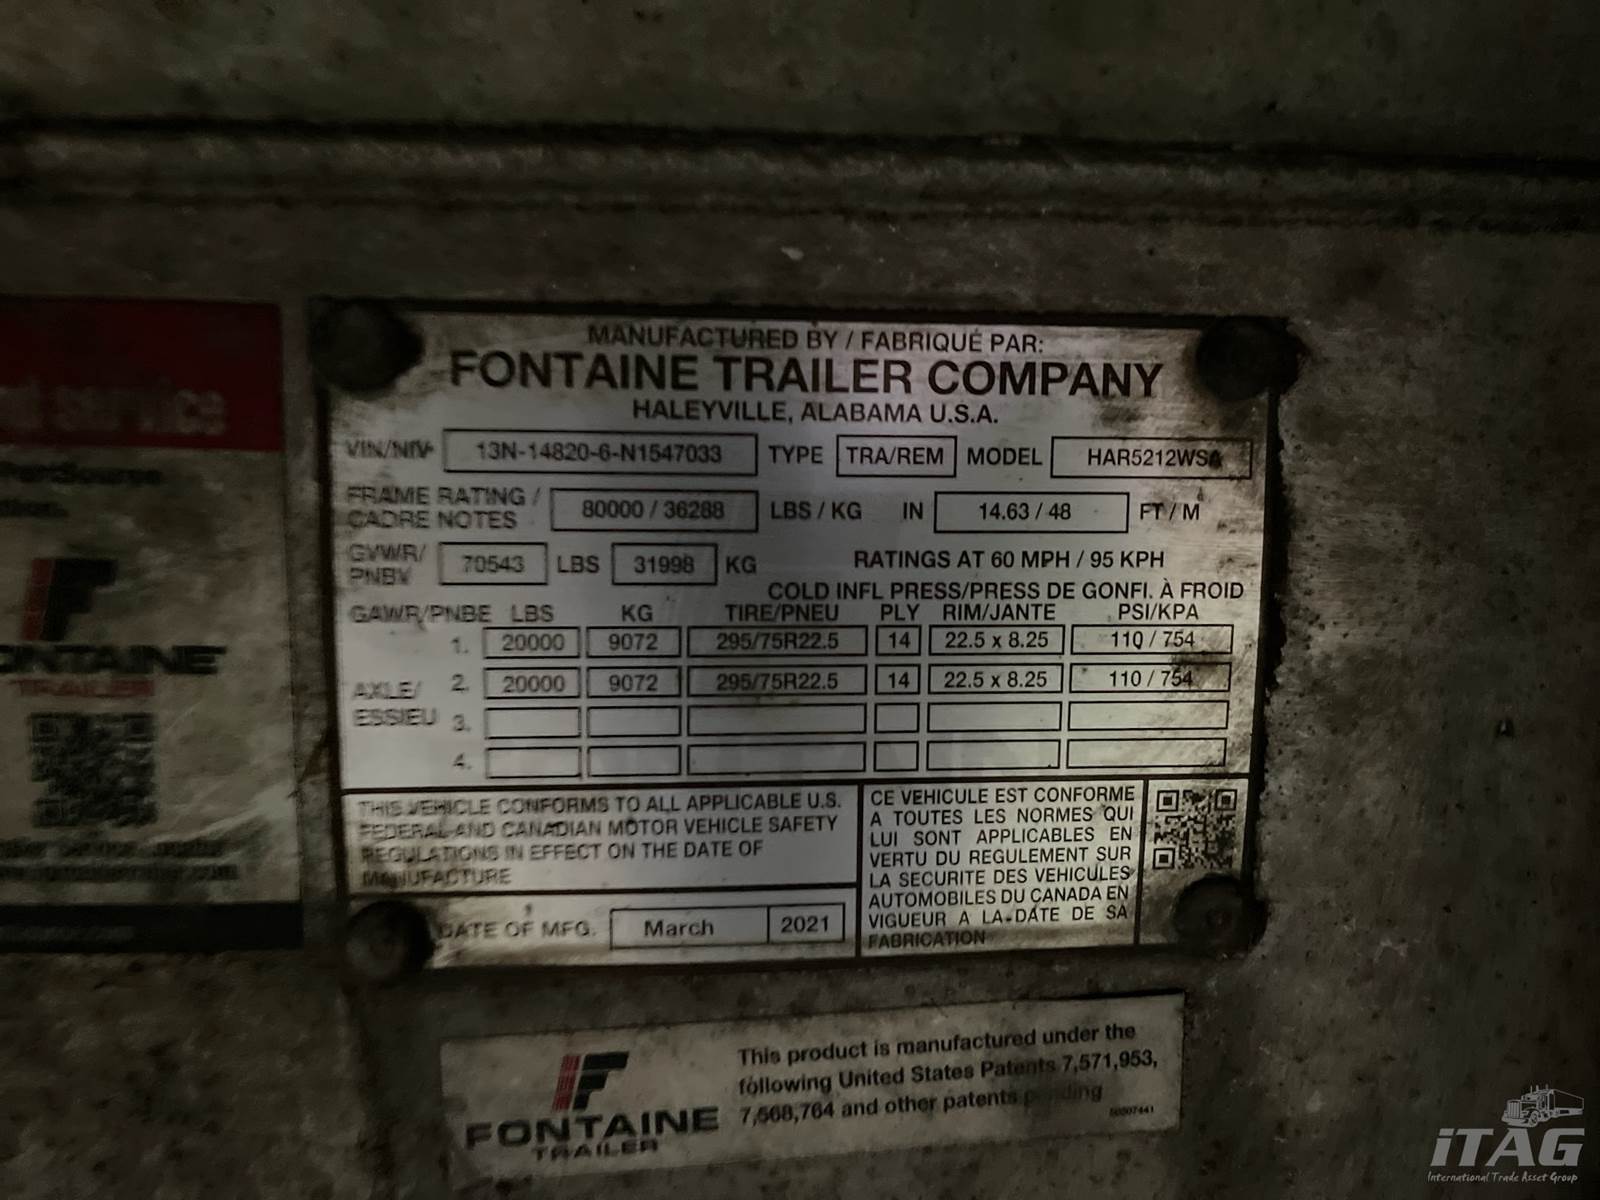 MANUFACTURED BY / FABRIQUÉ PAR:
FONTAINE TRAILER COMPANY
HALEYVILLE, ALABAMA U.S.A.
VIN/NIV 13N-14820-6-N1547033 TYPE TRA/REM MODEL HAR5212WSA
FRAME RATING / CADRE NOTES 80000 / 36288 LBS / KG IN 14.63 / 48 FT / M
GVWR/ PNBV 70543 LBS 31998 KG RATINGS AT 60 MPH / 95 KPH
COLD INFL PRESS/PRESS DE GONFL. À FROID
GAWR/PNBE LBS KG TIRE/PNEU PLY RIM/JANTE PSI/KPA
1. 20000 9072 295/75R22.5 14 22.5 x 8.25 110 / 754
AXLE/ ESSIEU
2. 20000 9072 295/75R22.5 14 22.5 x 8.25 110 / 754
3.
4.
THIS VEHICLE CONFORMS TO ALL APPLICABLE U.S.
FEDERAL AND CANADIAN MOTOR VEHICLE SAFETY
REGULATIONS IN EFFECT ON THE DATE OF
MANUFACTURE
DATE OF MFG. March 2021
CE VEHICULE EST CONFORME
A TOUTES LES NORMES QUI
LUI SONT APPLICABLES EN
VERTU DU REGULEMENT SUR
LA SECURITE DES VEHICULES
AUTOMOBILES DU CANADA EN
VIGUEUR A LA DATE DE SA
FABRICATION
FONTAINE
TRAILER
This product is manufactured under the
following United States Patents 7,571,953,
7,568,764 and other patents pending
service
ONTAINE
TRAILER
iTAG
International Trade Asset Group